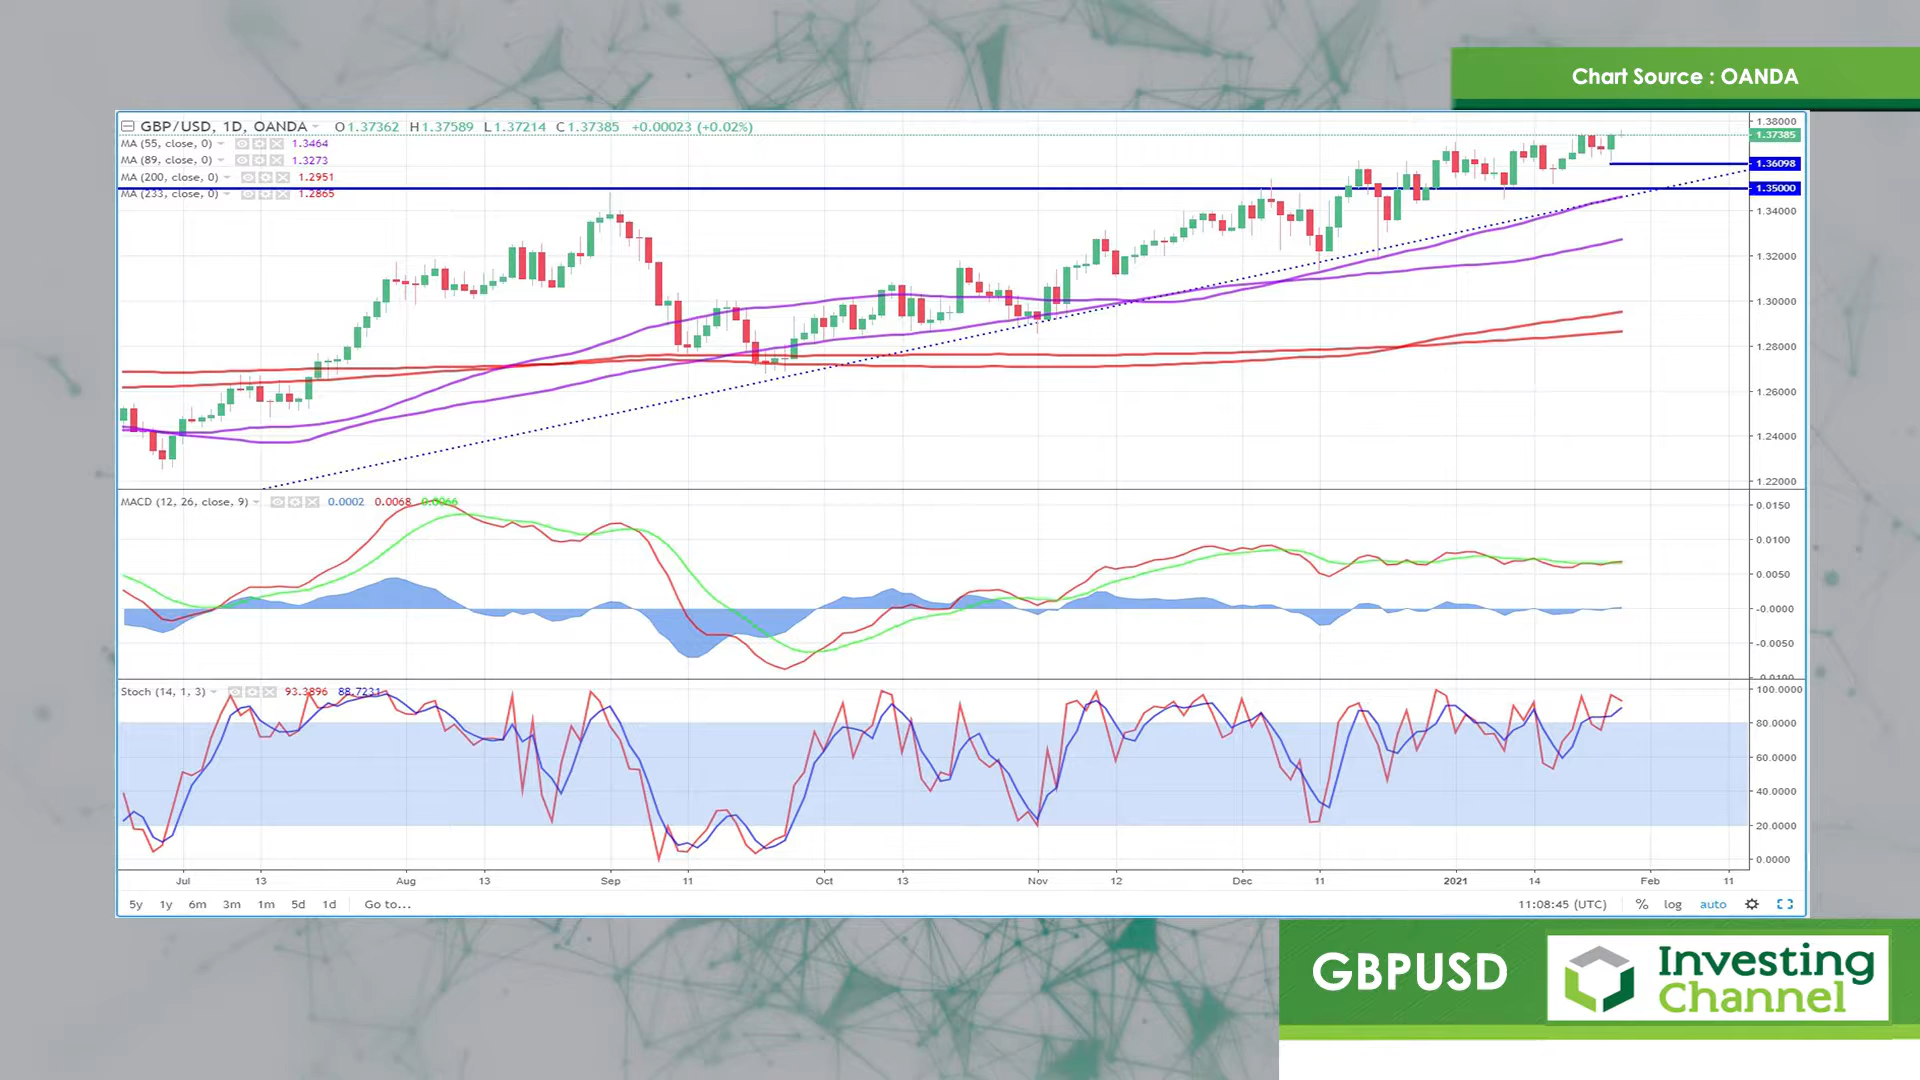 Chart Source : OANDA
GBP/USD, 1D, OANDA O1.37362 H1.37589 L1.37214 C1.37385 +0.00023 (+0.02%)
MA (55, close, 0) 1.3464
MA (89, close, 0) 1.3273
MA (200, close, 0) 1.2951
MA (233, close, 0) 1.2865
1.38000
1.37385
1.36098
1.35000
1.34000
1.32000
1.30000
1.28000
1.26000
1.24000
1.22000
MACD (12, 26, close, 9) 0.0002 0.0068 0.0066
0.0150
0.0100
0.0050
-0.0000
-0.0050
-0.0100
Stoch (14, 1, 3) 93.3896 88.7231
100.0000
80.0000
60.0000
40.0000
20.0000
0.0000
Jul 13 Aug 13 Sep 11 Oct 13 Nov 12 Dec 11 2021 14 Feb 11
5y 1y 6m 3m 1m 5d 1d Go to... 11:08:45 (UTC) % log auto
GBPUSD
Investing
Channel